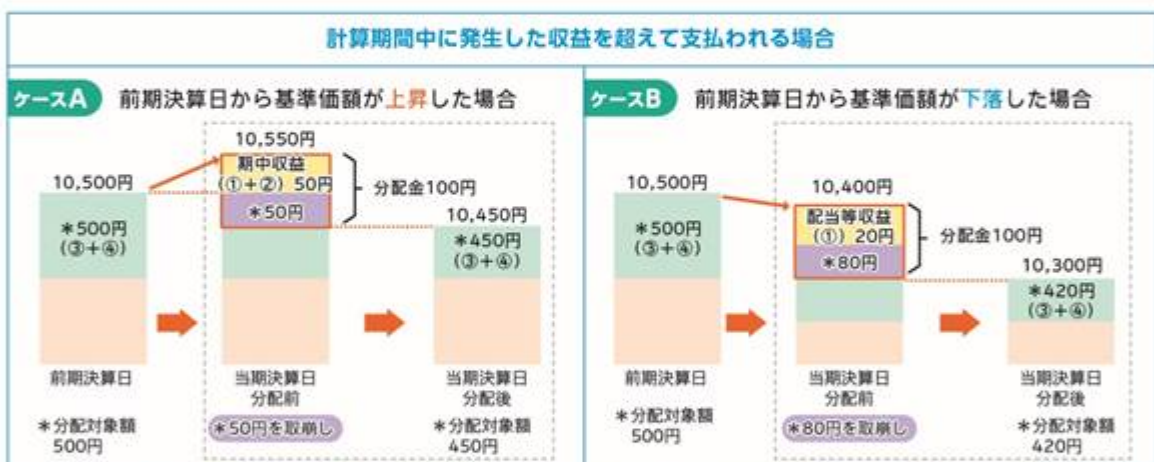 計算期間中に発生した収益を超えて支払われる場合
ケースA 前期決算日から基準価額が上昇した場合
10,550円
期中収益
(①+②) 50円
*50円
分配金100円
10,500円
*500円
(③+④)
10,450円
*450円
(③+④)
前期決算日
当期決算日
分配前
当期決算日
分配後
*分配対象額
500円
*50円を取崩し
*分配対象額
450円
ケースB 前期決算日から基準価額が下落した場合
10,500円
*500円
(③+④)
10,400円
配当等収益
(①) 20円
*80円
分配金100円
10,300円
*420円
(③+④)
前期決算日
当期決算日
分配前
当期決算日
分配後
*分配対象額
500円
*80円を取崩し
*分配対象額
420円